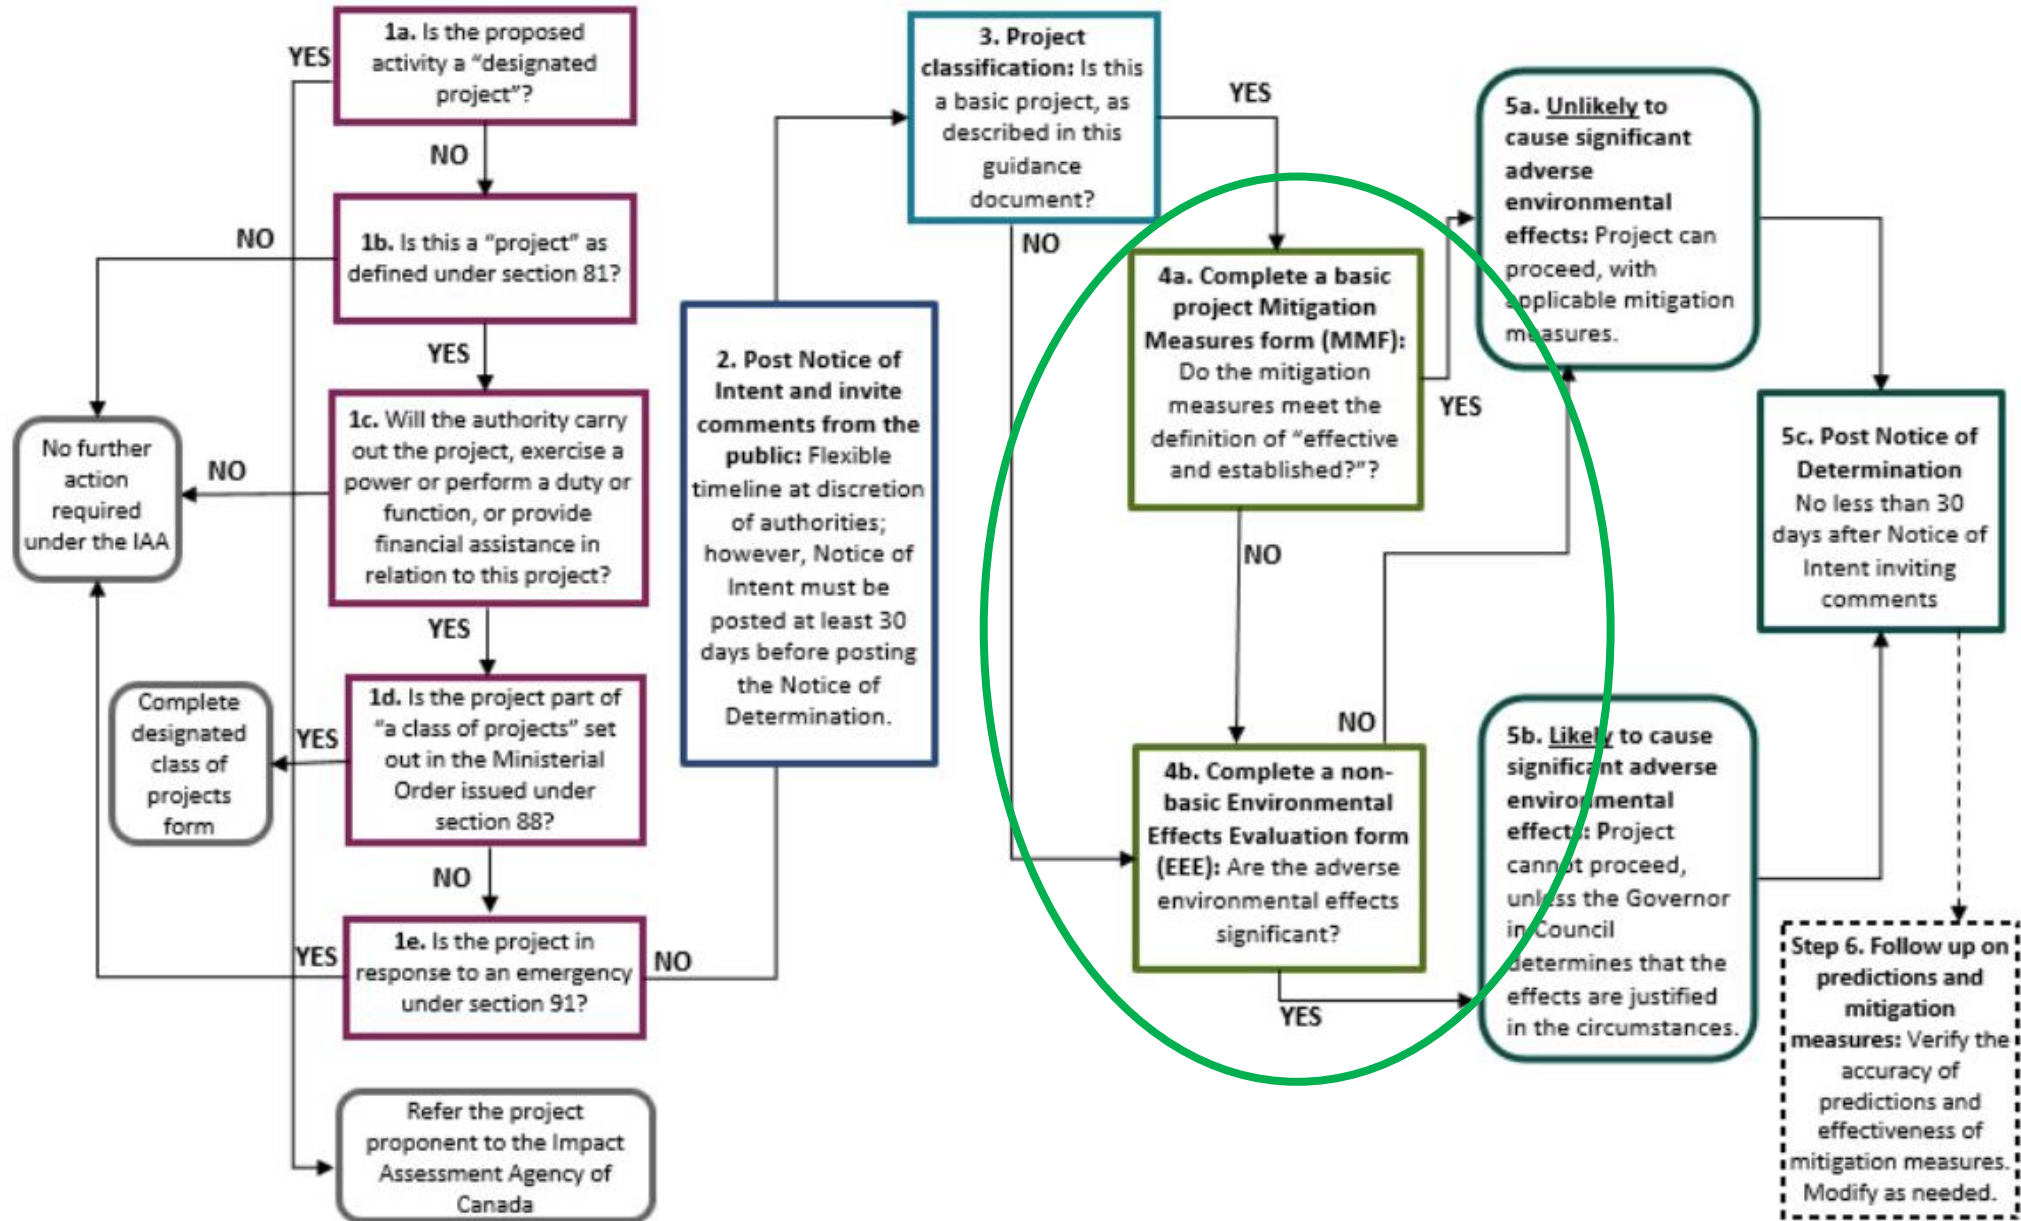 1a. Is the proposed
activity a “designated
project”?
YES
NO
1b. Is this a “project” as
defined under section 81?
NO
YES
1c. Will the authority carry
out the project, exercise a
power or perform a duty or
function, or provide
financial assistance in
relation to this project?
NO
No further
action
required
under the IAA
YES
1d. Is the project part of
“a class of projects” set
out in the Ministerial
Order issued under
section 88?
YES
Complete
designated
class of
projects
form
NO
1e. Is the project in
response to an emergency
under section 91?
YES
NO
Refer the project
proponent to the Impact
Assessment Agency of
Canada
2. Post Notice of
Intent and invite
comments from the
public: Flexible
timeline at discretion
of authorities;
however, Notice of
Intent must be
posted at least 30
days before posting
the Notice of
Determination.
3. Project
classification: Is this
a basic project, as
described in this
guidance
document?
YES
NO
4a. Complete a basic
project Mitigation
Measures form (MMF):
Do the mitigation
measures meet the
definition of “effective
and established?”?
YES
NO
4b. Complete a non-
basic Environmental
Effects Evaluation form
(EEE): Are the adverse
environmental effects
significant?
NO
YES
5a. Unlikely to
cause significant
adverse
environmental
effects: Project can
proceed, with
applicable mitigation
measures.
5b. Likely to cause
significant adverse
environmental
effects: Project
cannot proceed,
unless the Governor
in Council
determines that the
effects are justified
in the circumstances.
5c. Post Notice of
Determination
No less than 30
days after Notice of
Intent inviting
comments
Step 6. Follow up on
predictions and
mitigation
measures: Verify the
accuracy of
predictions and
effectiveness of
mitigation measures.
Modify as needed.